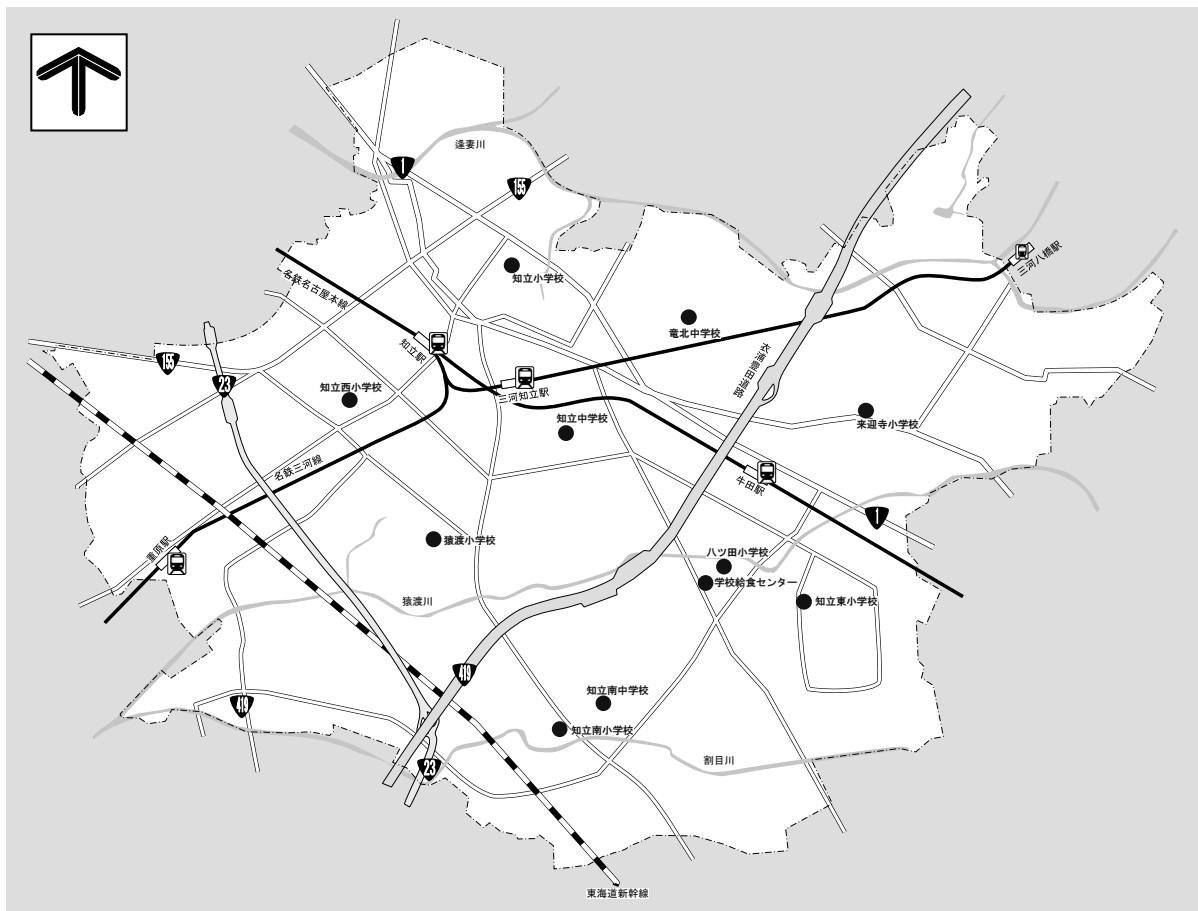 1
逢妻川
155
知立小学校
三河八橋駅
名鉄名古屋本線
竜北中学校
知立駅
衣浦豊田道路
155
23
知立西小学校
三河知立駅
知立中学校
来迎寺小学校
名鉄三河線
牛田駅
1
重原駅
猿渡小学校
八ツ田小学校
学校給食センター
猿渡川
知立東小学校
419
知立南中学校
419
知立南小学校
割目川
23
東海道新幹線